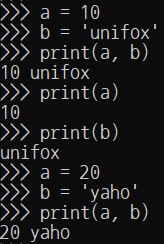 >>> a = 10
>>> b = 'unifox'
>>> print(a, b)
10 unifox
>>> print(a)
10
>>> print(b)
unifox
>>> a = 20
>>> b = 'yaho'
>>> print(a, b)
20 yaho